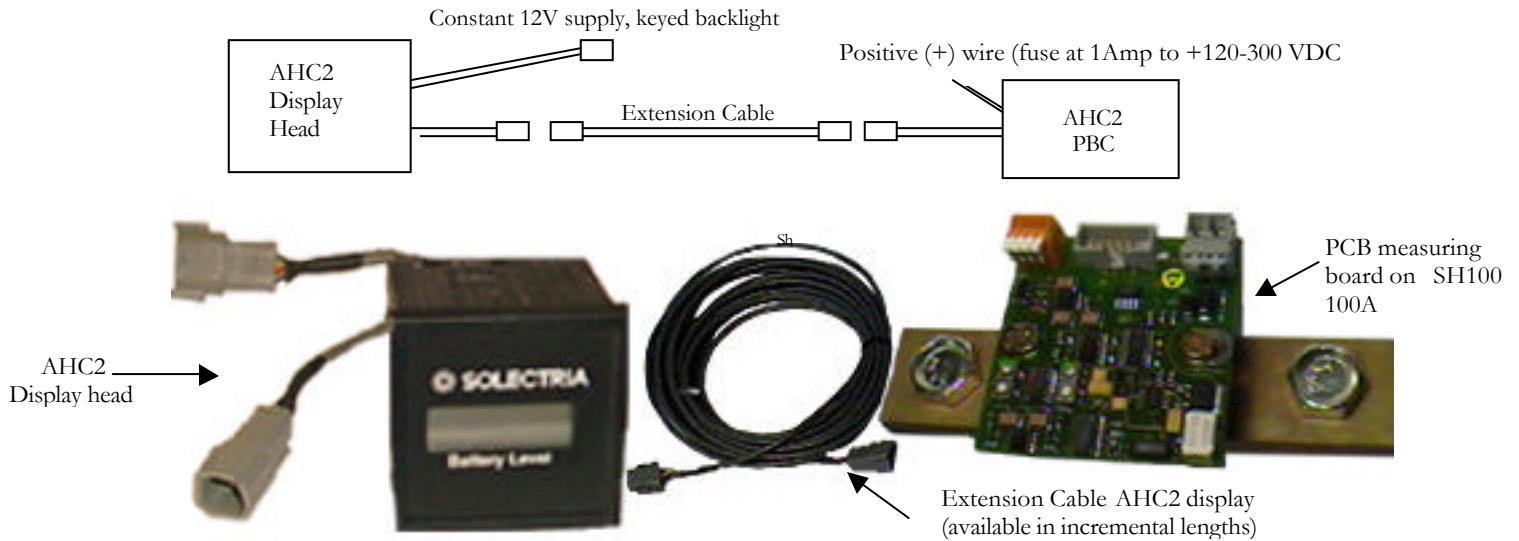 Constant 12V supply, keyed backlight
Positive (+) wire (fuse at 1Amp to +120-300 VDC
AHC2
Display
Head
Extension Cable
AHC2
PBC
Sh
PCB measuring
board on SH100
100A
AHC2
Display head
SOLECTRIA
Battery Level
Extension Cable AHC2 display
(available in incremental lengths)